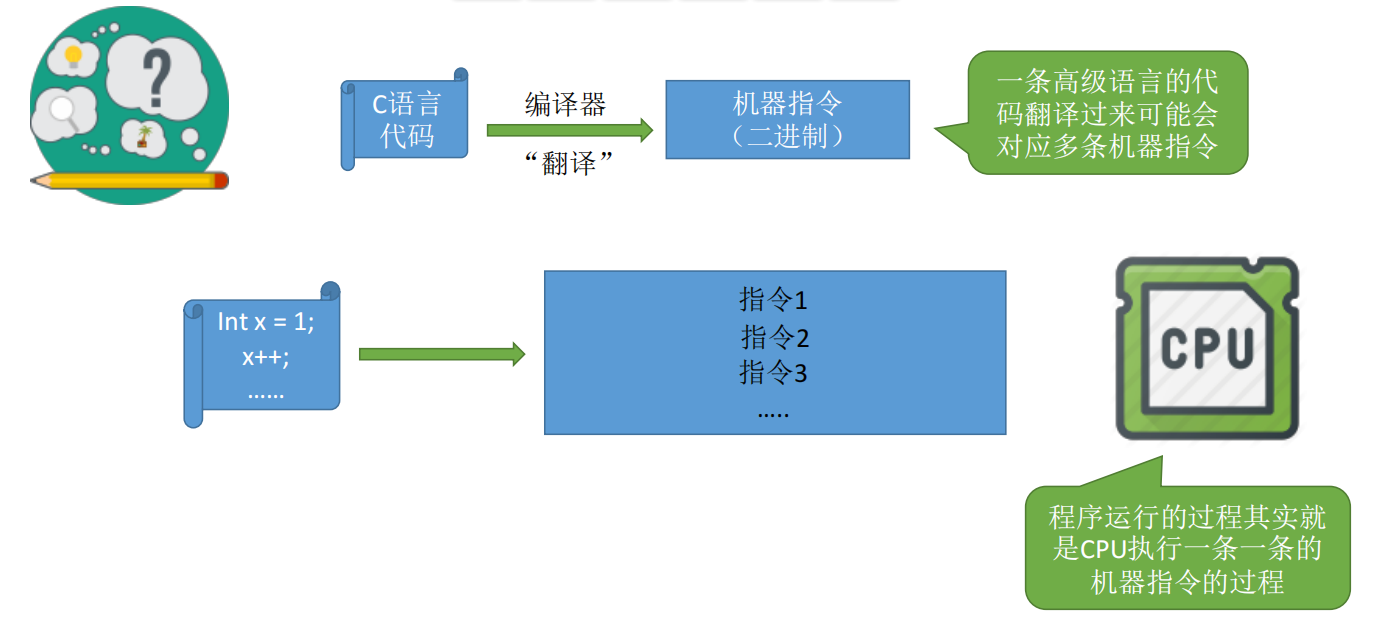 C语言
代码
编译器
“翻译”
机器指令
（二进制）
一条高级语言的代
码翻译过来可能会
对应多条机器指令
Int x = 1;
x++;
……
指令1
指令2
指令3
…..
CPU
程序运行的过程其实就
是CPU执行一条一条的
机器指令的过程
?